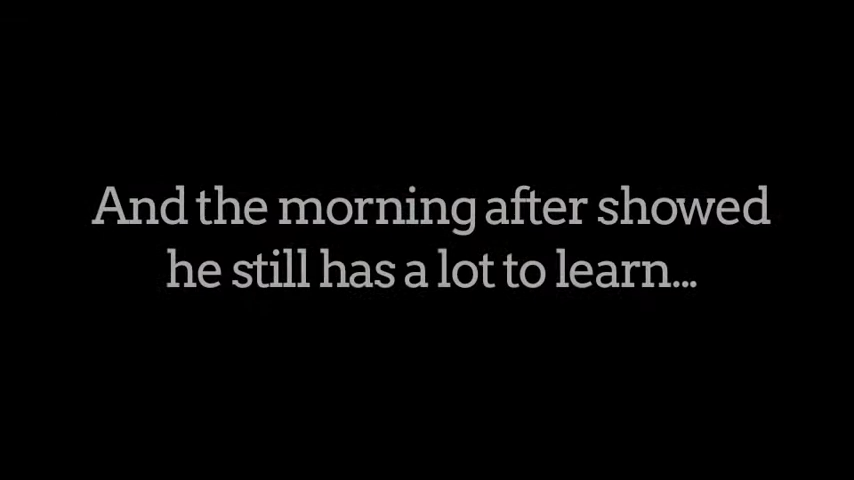 And the morning after showed
he still has a lot to learn...